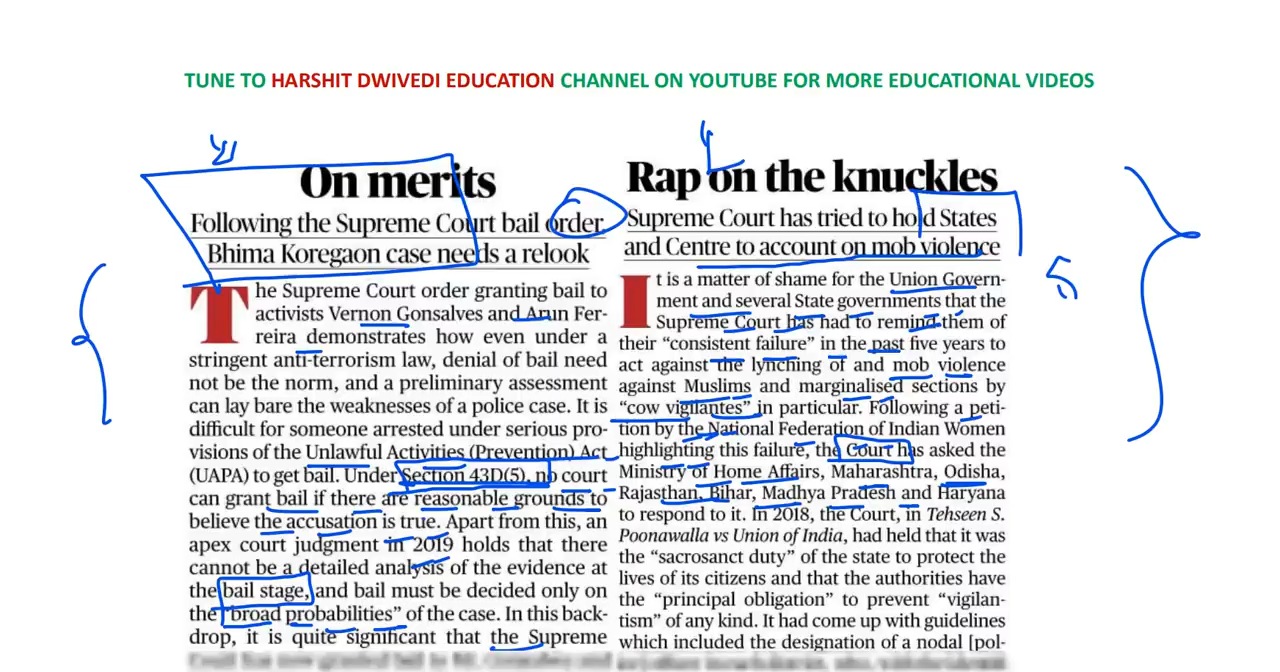 TUNE TO HARSHIT DWIVEDI EDUCATION CHANNEL ON YOUTUBE FOR MORE EDUCATIONAL VIDEOS
On merits
Following the Supreme Court bail order,
Bhima Koregaon case needs a relook
The Supreme Court order granting bail to
activists Vernon Gonsalves and Arun Fer-
reira demonstrates how even under a
stringent anti-terrorism law, denial of bail need
not be the norm, and a preliminary assessment
can lay bare the weaknesses of a police case. It is
difficult for someone arrested under serious pro-
visions of the Unlawful Activities (Prevention) Act
(UAPA) to get bail. Under Section 43D(5), no court
can grant bail if there are reasonable grounds to
believe the accusation is true. Apart from this, an
apex court judgment in 2019 holds that there
cannot be a detailed analysis of the evidence at
the bail stage, and bail must be decided only on
the "broad probabilities" of the case. In this back-
drop, it is quite significant that the Supreme
Rap on the knuckles
Supreme Court has tried to hold States
and Centre to account on mob violence
It is a matter of shame for the Union Govern-
ment and several State governments that the
Supreme Court has had to remind them of
their "consistent failure" in the past five years to
act against the lynching of and mob violence
against Muslims and marginalised sections by
"cow vigilantes" in particular. Following a peti-
tion by the National Federation of Indian Women
highlighting this failure, the Court has asked the
Ministry of Home Affairs, Maharashtra, Odisha,
Rajasthan, Bihar, Madhya Pradesh and Haryana
to respond to it. In 2018, the Court, in Tehseen S.
Poonawalla vs Union of India, had held that it was
the "sacrosanct duty" of the state to protect the
lives of its citizens and that the authorities have
the "principal obligation" to prevent "vigilan-
tism" of any kind. It had come up with guidelines
which included the designation of a nodal [pol-